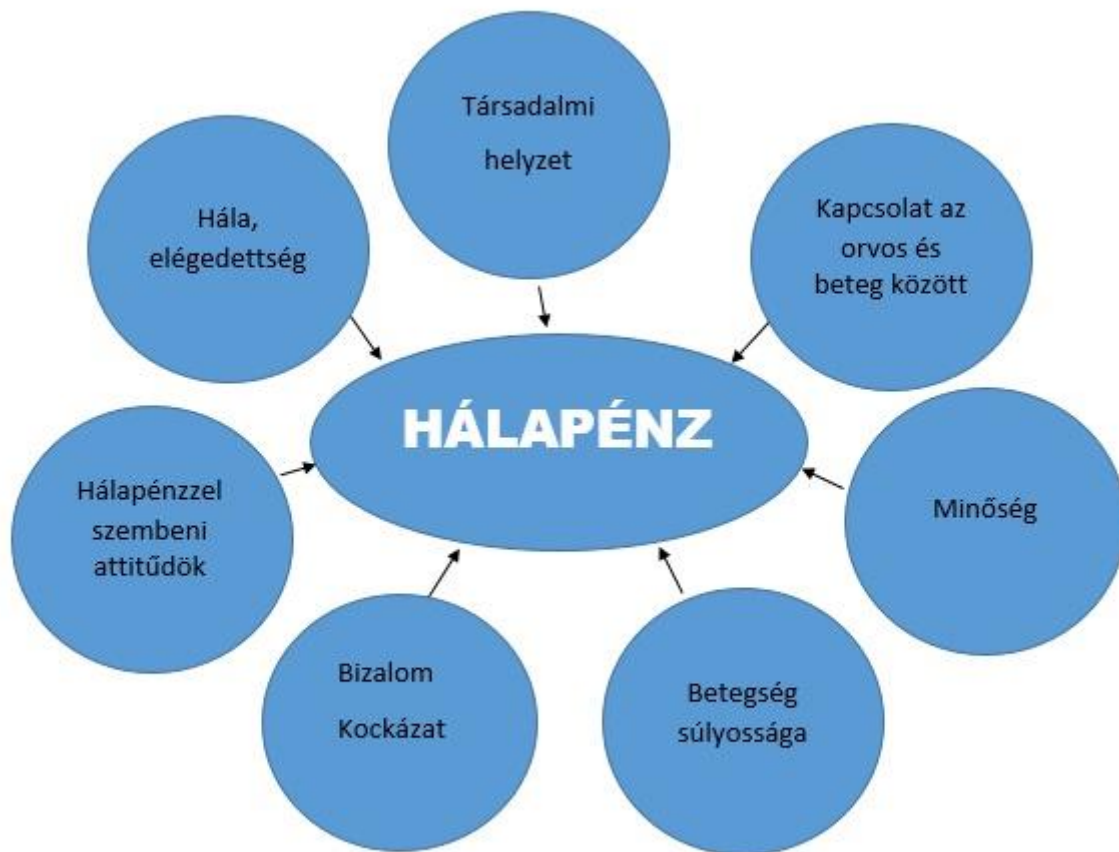 Társadalmi
helyzet
Hála,
elégedettség
Kapcsolat az
orvos és
beteg között
HÁLAPÉNZ
Hálapénzzel
szembeni
attitűdök
Minőség
Bizalom
Kockázat
Betegség
súlyossága